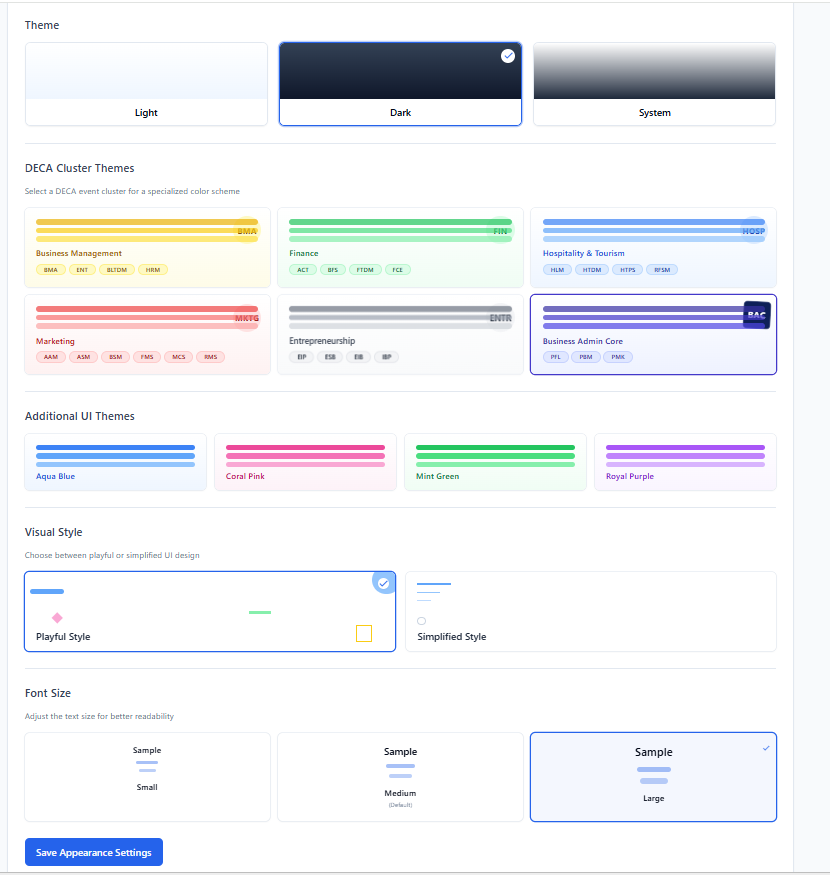 Theme
Light
Dark
System
DECA Cluster Themes
Select a DECA event cluster for a specialized color scheme
BMA
Business Management
BMA ENT BLTDM HRM
FIN
Finance
ACT BFS FTDM FCE
HOSP
Hospitality & Tourism
HLM HTDM HTPS RFSM
MKTG
Marketing
AAM ASM BSM FMS MCS RMS
ENTR
Entrepreneurship
EIP ESB EIB IBP
BAC
Business Admin Core
PFL PBM PMK
Additional UI Themes
Aqua Blue
Coral Pink
Mint Green
Royal Purple
Visual Style
Choose between playful or simplified UI design
Playful Style
Simplified Style
Font Size
Adjust the text size for better readability
Sample
Small
Sample
Medium
(Default)
Sample
Large
Save Appearance Settings